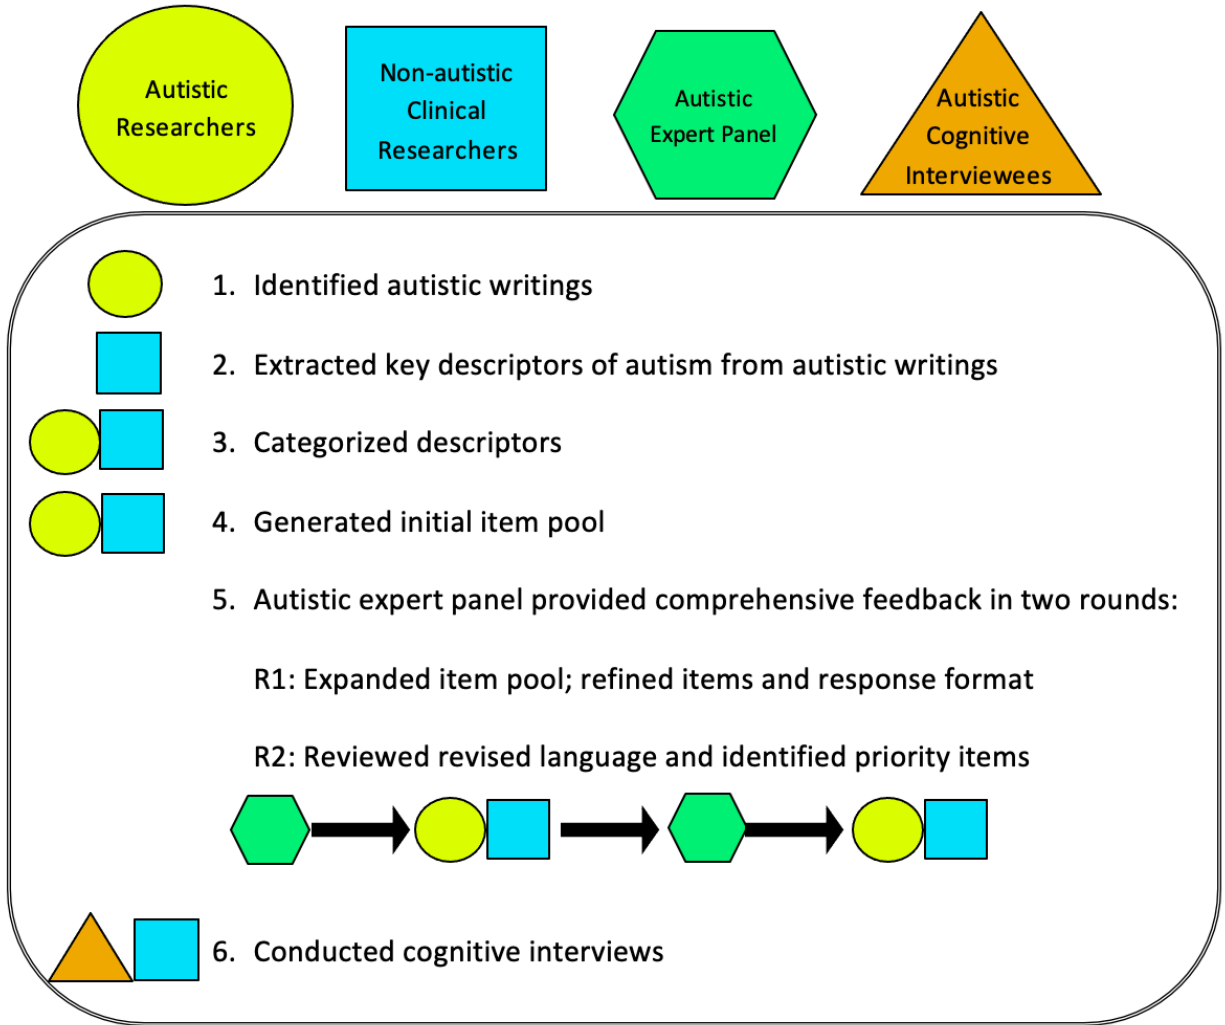 Autistic
Researchers
Non-autistic
Clinical
Researchers
Autistic
Expert Panel
Autistic
Cognitive
Interviewees
1. Identified autistic writings
2. Extracted key descriptors of autism from autistic writings
3. Categorized descriptors
4. Generated initial item pool
5. Autistic expert panel provided comprehensive feedback in two rounds:
R1: Expanded item pool; refined items and response format
R2: Reviewed revised language and identified priority items
6. Conducted cognitive interviews